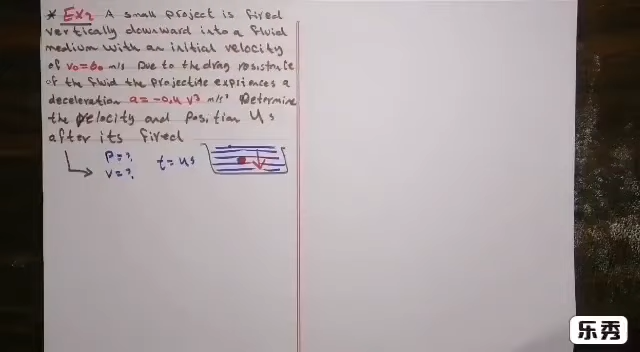 * Ex2 A small project is fired
vertically downward into a fluid
medium with an initial velocity
of v₀=60 m/s Due to the drag resistance
of the fluid the projectile expriences a
deceleration a = -0.4 v³ m/s² Determine
the velocity and position 4 s
after its fired
P = ?
V = ?
t = 4s
乐秀